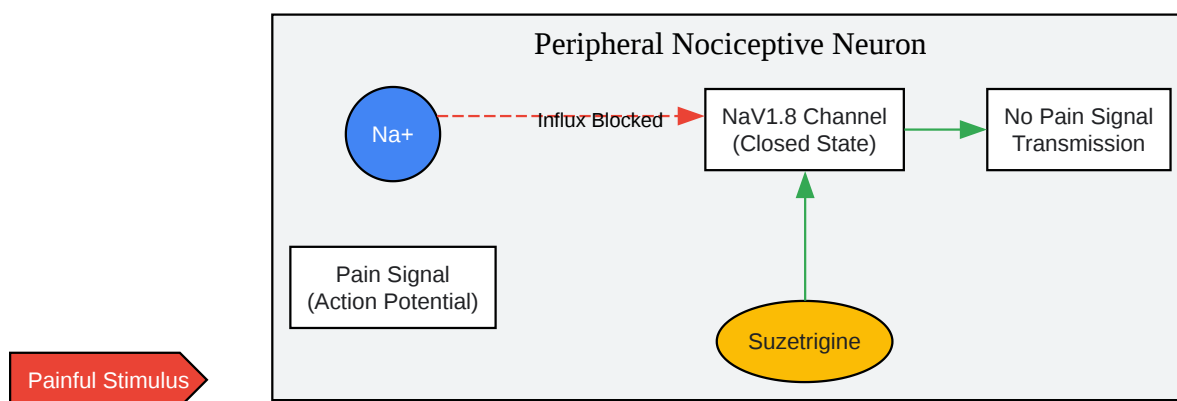 Peripheral Nociceptive Neuron
Na+
Influx Blocked
NaV1.8 Channel
(Closed State)
No Pain Signal
Transmission
Pain Signal
(Action Potential)
Suzetrigine
Painful Stimulus